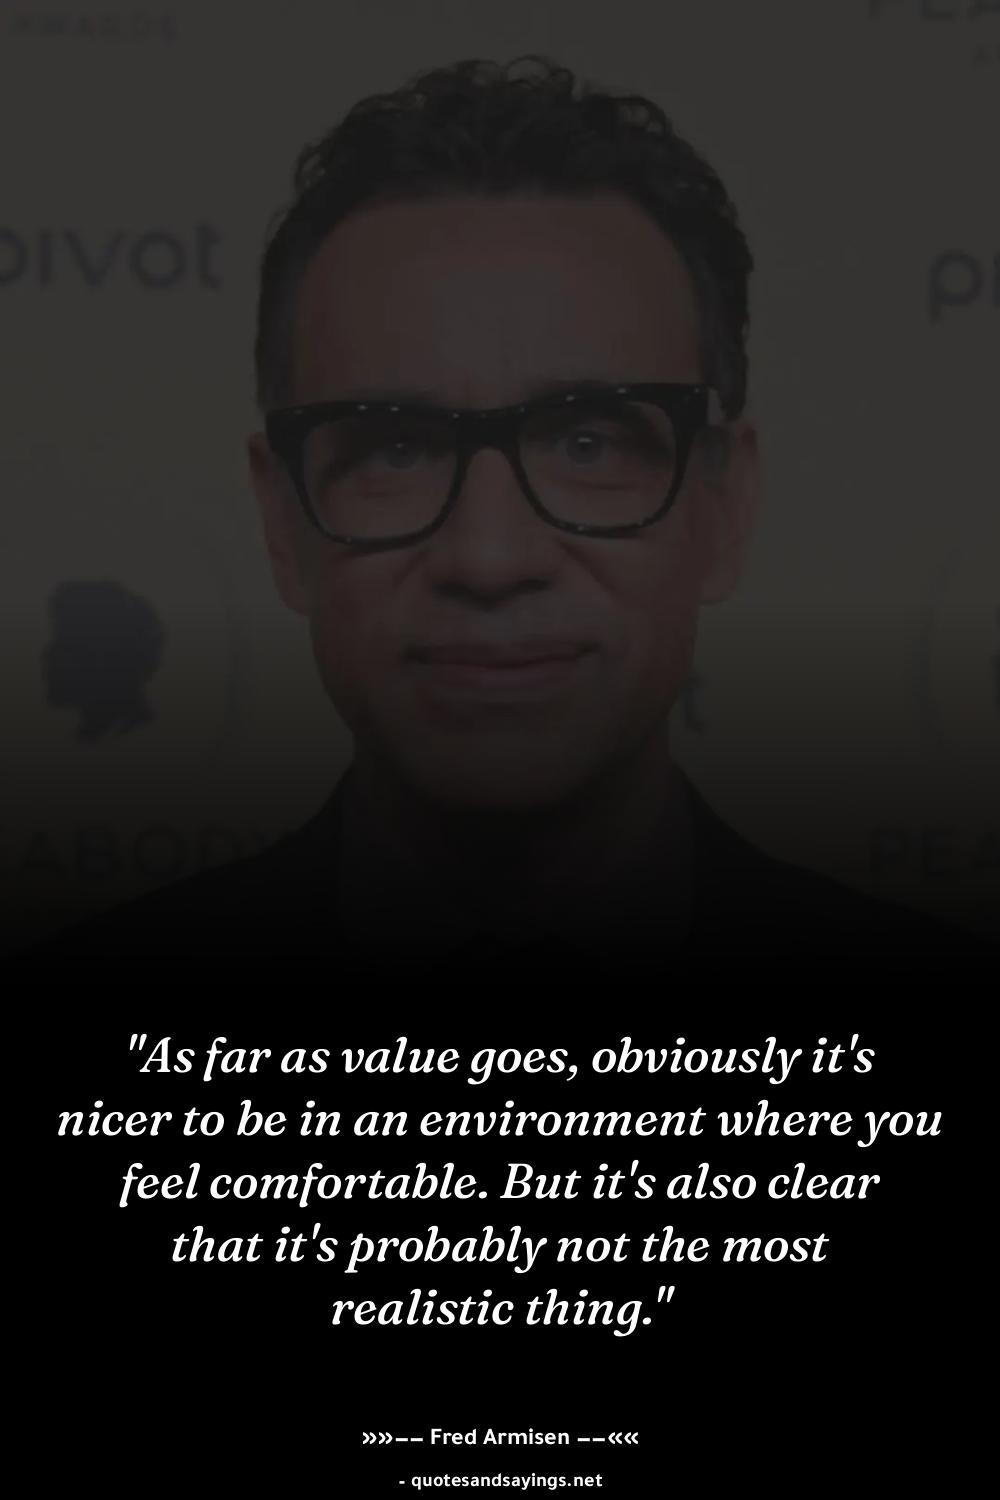 AWARDS
pivot
"As far as value goes, obviously it's
nicer to be in an environment where you
feel comfortable. But it's also clear
that it's probably not the most
realistic thing."
»»–– Fred Armisen ––««
- quotesandsayings.net